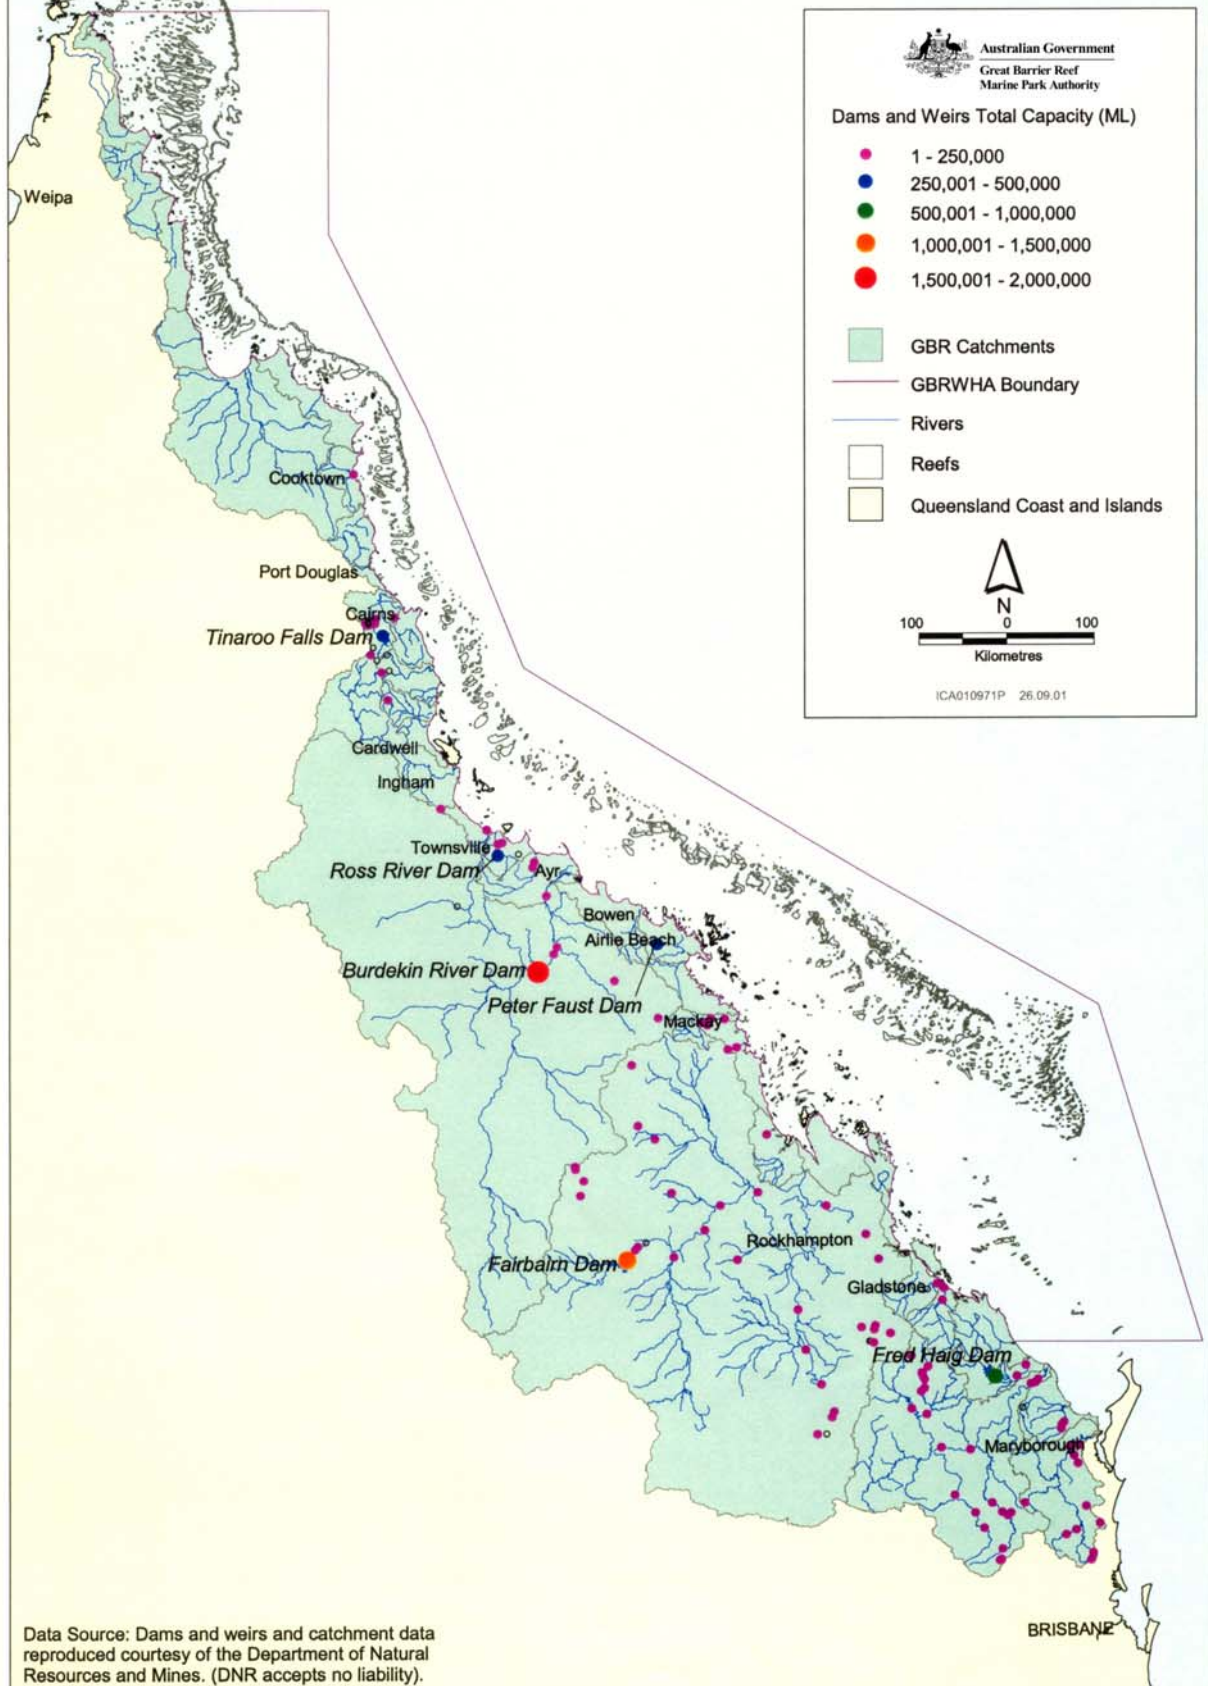 Australian Government
Great Barrier Reef
Marine Park Authority
Dams and Weirs Total Capacity (ML)
1 - 250,000
250,001 - 500,000
500,001 - 1,000,000
1,000,001 - 1,500,000
1,500,001 - 2,000,000
GBR Catchments
GBRWHA Boundary
Rivers
Reefs
Queensland Coast and Islands
N
100 0 100
Kilometres
ICA010971P 26.09.01
Weipa
Cooktown
Port Douglas
Cairns
Tinaroo Falls Dam
Cardwell
Ingham
Townsville
Ross River Dam
Ayr
Bowen
Airlie Beach
Burdekin River Dam
Peter Faust Dam
Mackay
Rockhampton
Fairbairn Dam
Gladstone
Fred Haig Dam
Maryborough
BRISBANE
Data Source: Dams and weirs and catchment data
reproduced courtesy of the Department of Natural
Resources and Mines. (DNR accepts no liability).